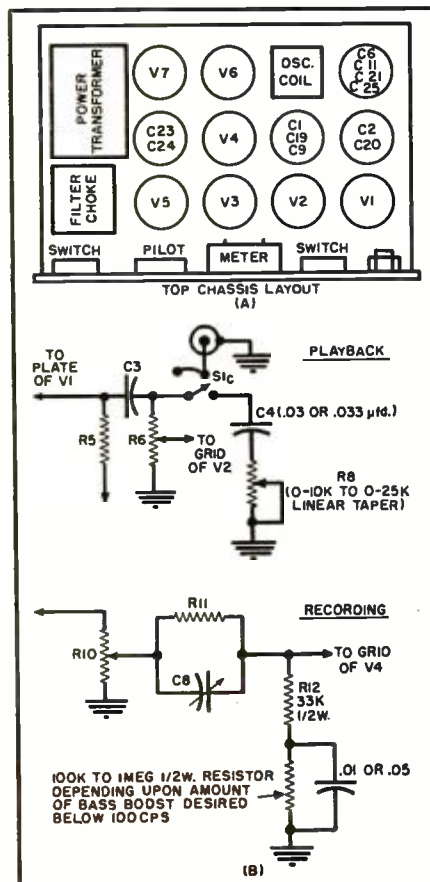 POWER
TRANSFORMER
V7
V6
OSC.
COIL
C6
C11
C21
C25
C23
C24
V4
C1
C19
C9
C2
C20
FILTER
CHOKE
V5
V3
V2
V1
SWITCH
PILOT
METER
SWITCH
TOP CHASSIS LAYOUT
(A)
PLAYBACK
TO
PLATE
OF V1
C3
S1C
C4(.03 OR .033 µfd.)
R5
R6
TO
GRID
OF V2
R8
(0-10K TO 0-25K
LINEAR TAPER)
RECORDING
R11
R10
C8
TO GRID
OF V4
R12
33K
1/2W.
100K TO 1MEG 1/2W. RESISTOR
DEPENDING UPON AMOUNT
OF BASS BOOST DESIRED
BELOW 100CPS
.01 OR .05
(B)